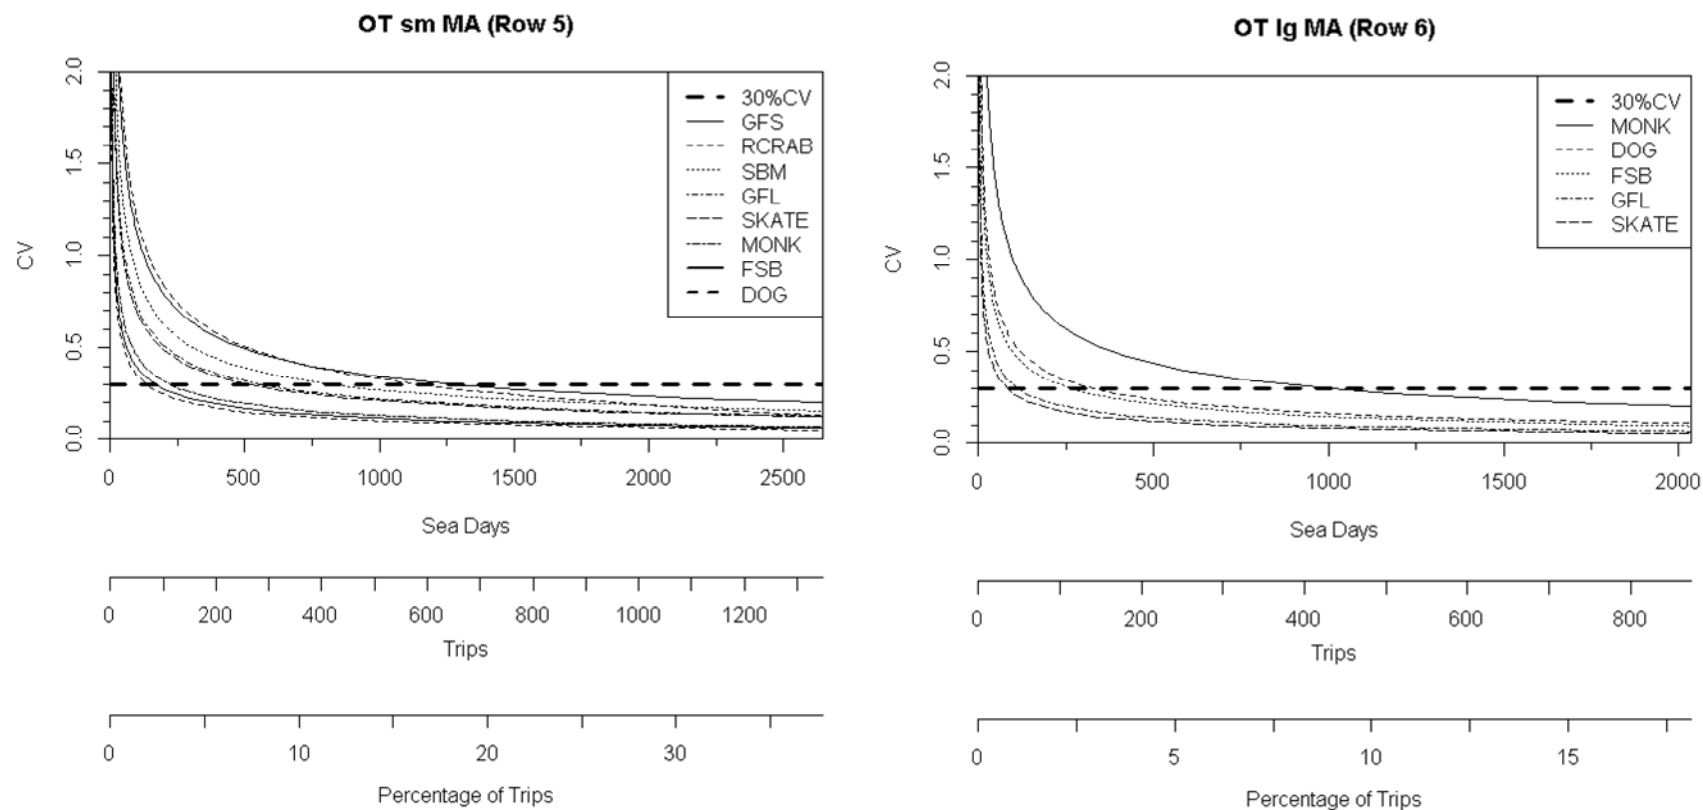 OT sm MA (Row 5)
CV
0.0 0.5 1.0 1.5 2.0
30%CV
GFS
RCRAB
SBM
GFL
SKATE
MONK
FSB
DOG
0 500 1000 1500 2000 2500
Sea Days
0 200 400 600 800 1000 1200
Trips
0 10 20 30
Percentage of Trips
OT lg MA (Row 6)
CV
0.0 0.5 1.0 1.5 2.0
30%CV
MONK
DOG
FSB
GFL
SKATE
0 500 1000 1500 2000
Sea Days
0 200 400 600 800
Trips
0 5 10 15
Percentage of Trips